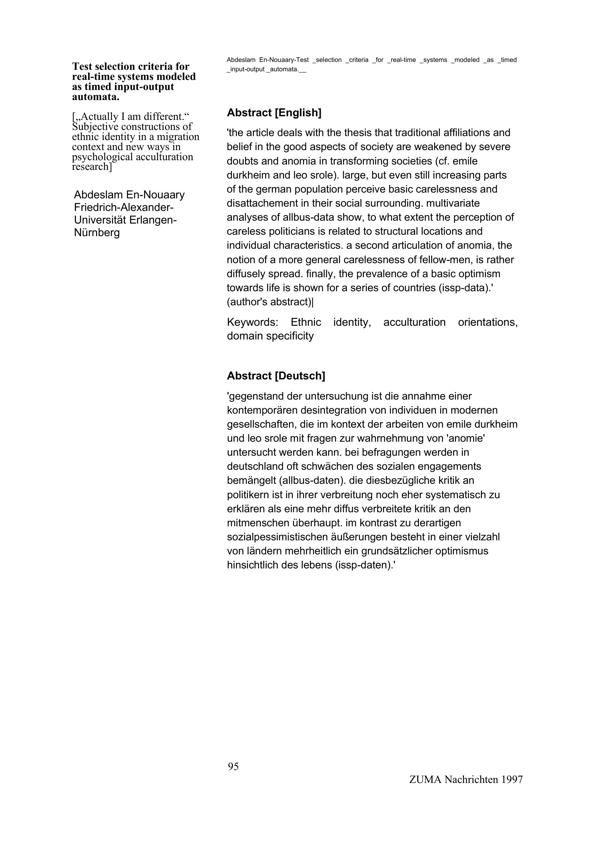 Test selection criteria for
real-time systems modeled
as timed input-output
automata.
[„Actually I am different.“
Subjective constructions of
ethnic identity in a migration
context and new ways in
psychological acculturation
research]
Abdeslam En-Nouaary
Friedrich-Alexander-
Universität Erlangen-
Nürnberg
Abdeslam En-Nouaary-Test _selection _criteria _for _real-time _systems _modeled _as _timed
_input-output _automata.__
Abstract [English]
'the article deals with the thesis that traditional affiliations and
belief in the good aspects of society are weakened by severe
doubts and anomia in transforming societies (cf. emile
durkheim and leo srole). large, but even still increasing parts
of the german population perceive basic carelessness and
disattachement in their social surrounding. multivariate
analyses of allbus-data show, to what extent the perception of
careless politicians is related to structural locations and
individual characteristics. a second articulation of anomia, the
notion of a more general carelessness of fellow-men, is rather
diffusely spread. finally, the prevalence of a basic optimism
towards life is shown for a series of countries (issp-data).'
(author's abstract)|
Keywords: Ethnic identity, acculturation orientations,
domain specificity
Abstract [Deutsch]
'gegenstand der untersuchung ist die annahme einer
kontemporären desintegration von individuen in modernen
gesellschaften, die im kontext der arbeiten von emile durkheim
und leo srole mit fragen zur wahrnehmung von 'anomie'
untersucht werden kann. bei befragungen werden in
deutschland oft schwächen des sozialen engagements
bemängelt (allbus-daten). die diesbezügliche kritik an
politikern ist in ihrer verbreitung noch eher systematisch zu
erklären als eine mehr diffus verbreitete kritik an den
mitmenschen überhaupt. im kontrast zu derartigen
sozialpessimistischen äußerungen besteht in einer vielzahl
von ländern mehrheitlich ein grundsätzlicher optimismus
hinsichtlich des lebens (issp-daten).'
95
ZUMA Nachrichten 1997